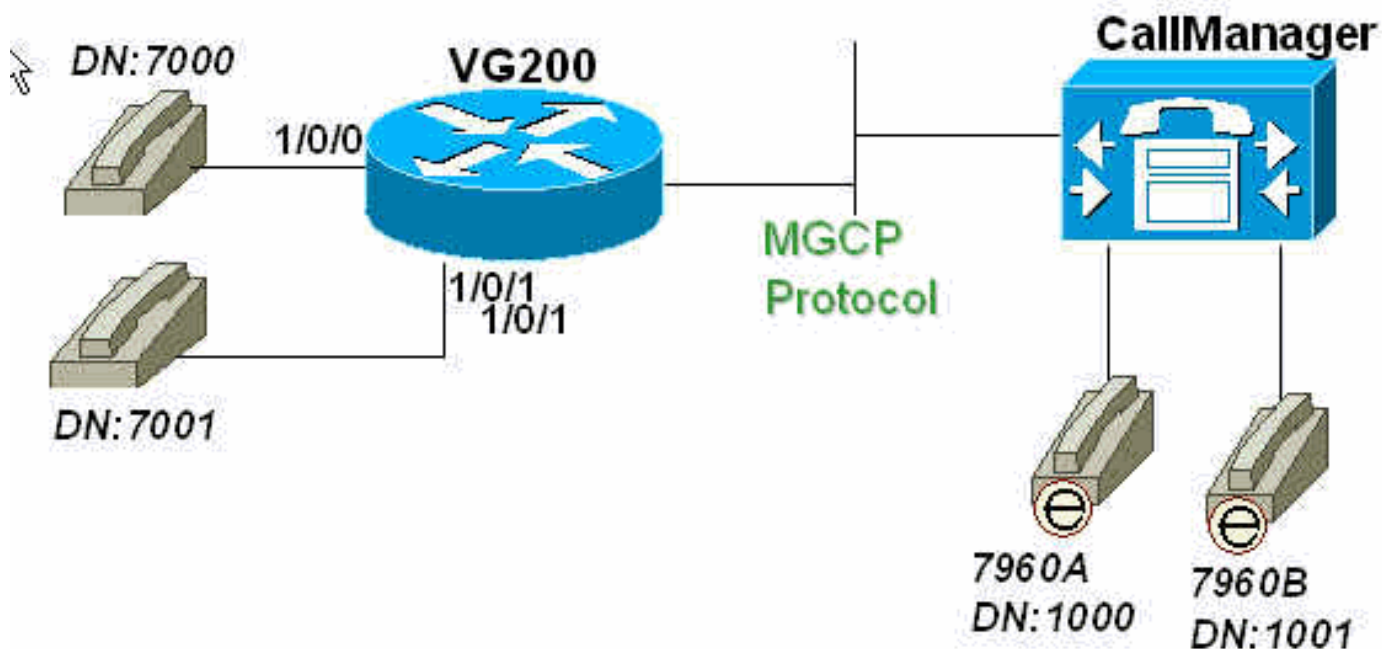 DN:7000
VG200
CallManager
1/0/0
MGCP
Protocol
1/0/1
1/0/1
DN:7001
e
e
7960A
DN:1000
7960B
DN:1001